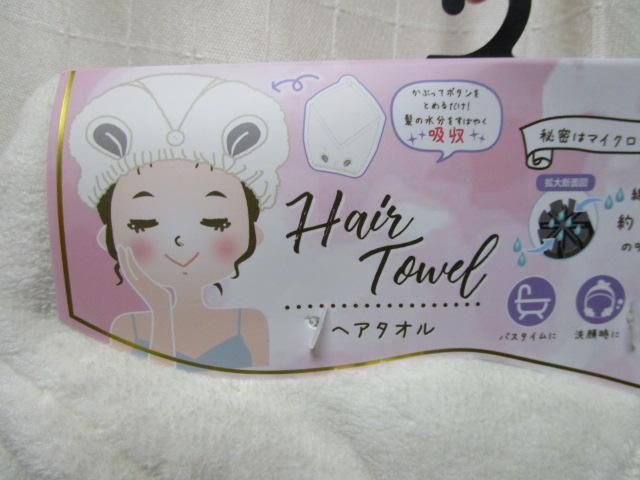 かぶってボタンを
とめるだけ!
髪の水分をすばやく
吸収
秘密はマイクロ
拡大断面図
約
の
Hair
Towel
ヘアタオル
バスタイムに
洗顔時に